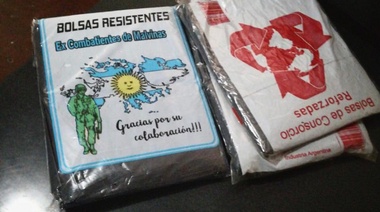 BOLSAS RESISTENTES
Ex Combatientes de Malvinas
Gracias por su
colaboración!!!
Bolsas de Consorcio
Reforzadas